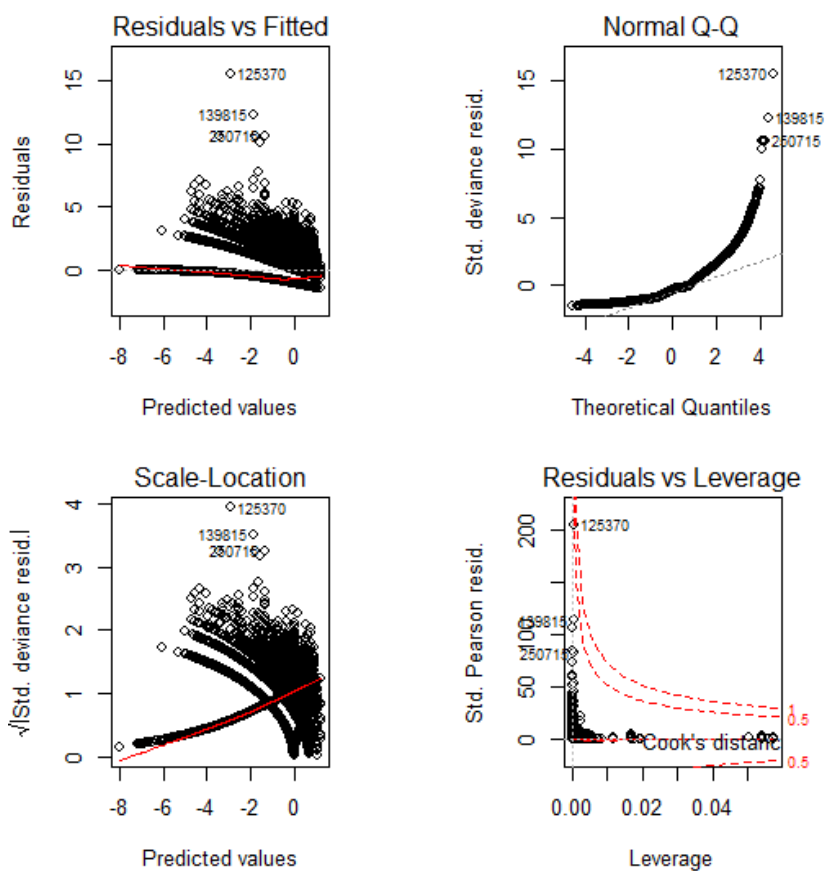 Residuals vs Fitted
Residuals
15
10
5
0
125370
139815
250715
-8 -6 -4 -2 0
Predicted values
Normal Q-Q
Std. deviance resid.
15
10
5
0
125370
139815
250715
-4 -2 0 2 4
Theoretical Quantiles
Scale-Location
√|Std. deviance resid.|
4
3
2
1
0
125370
139815
250715
-8 -6 -4 -2 0
Predicted values
Residuals vs Leverage
Std. Pearson resid.
200
100
50
0
125370
139815
250715
1
0.5
Cook's distanc
0.5
0.00 0.02 0.04
Leverage